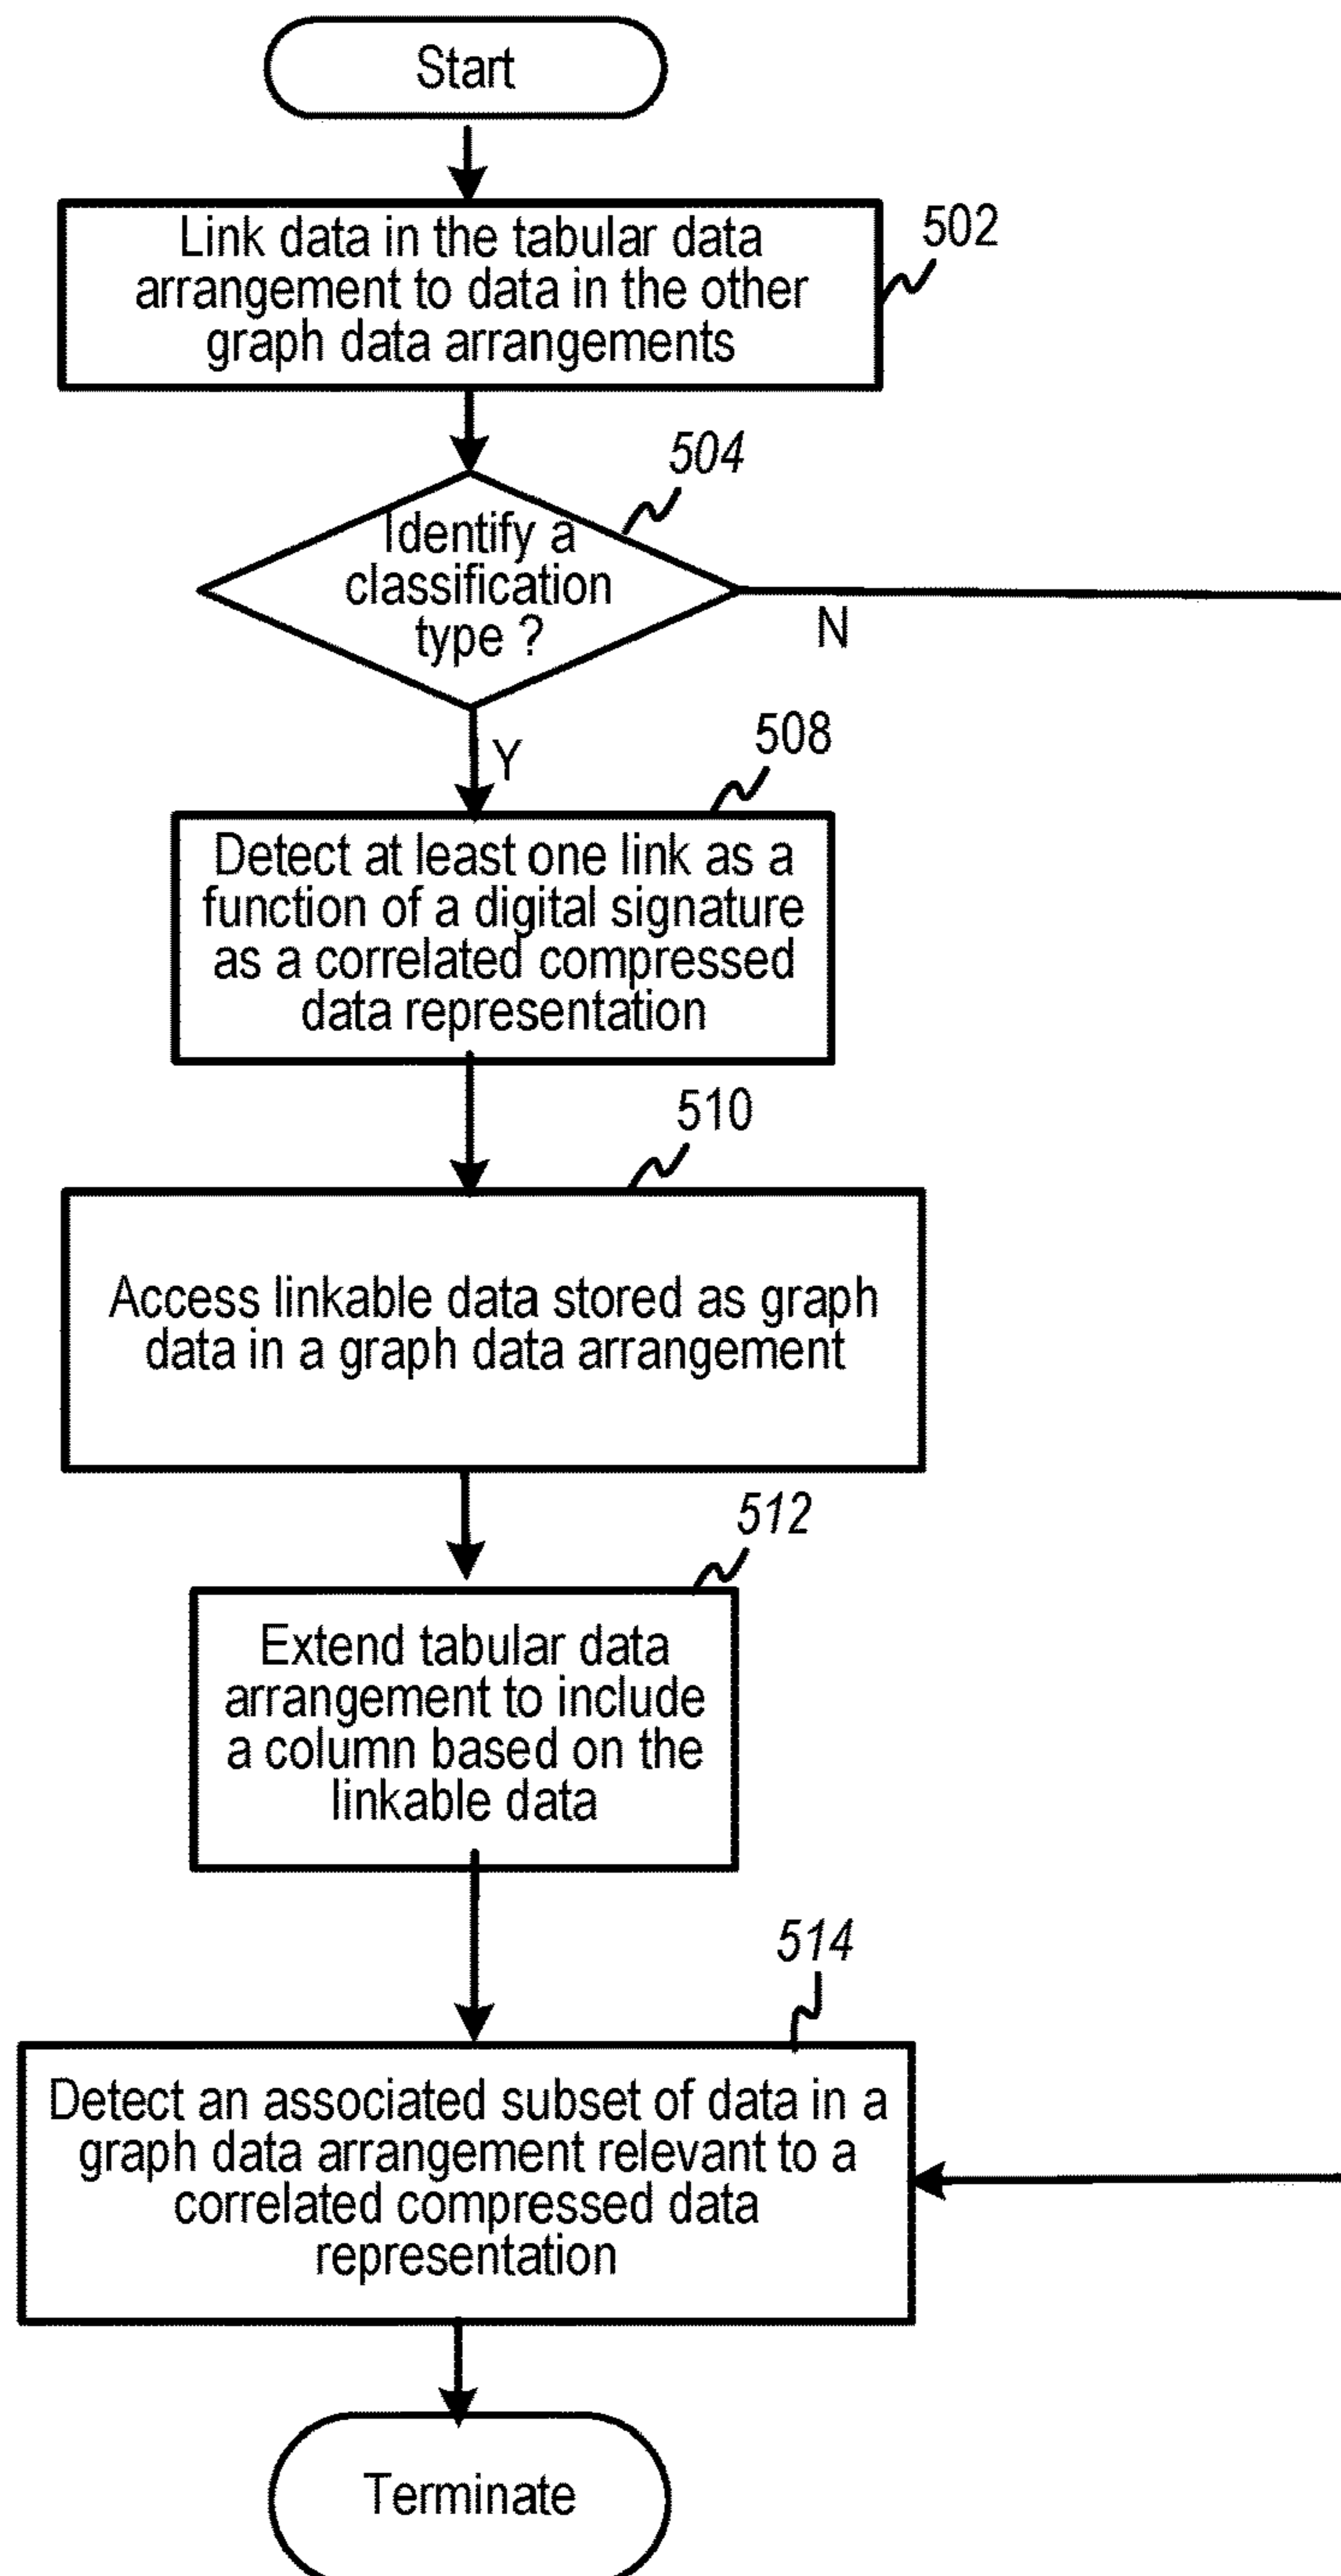 Start
Link data in the tabular data
arrangement to data in the other
graph data arrangements
502
504
Identify a
classification
type ?
N
Y
508
Detect at least one link as a
function of a digital signature
as a correlated compressed
data representation
510
Access linkable data stored as graph
data in a graph data arrangement
512
Extend tabular data
arrangement to include
a column based on the
linkable data
514
Detect an associated subset of data in a
graph data arrangement relevant to a
correlated compressed data
representation
Terminate